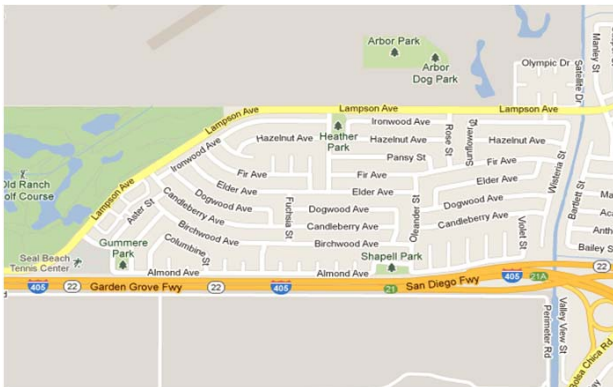 Manley St
Arbor Park
Arbor
Dog Park
Olympic Dr
Satellite Dr
Lampson Ave
Lampson Ave
Lampson Ave
Ironwood Ave
Heather
Park
Hazelnut Ave
Hazelnut Ave
Hazelnut Ave
Rose St
Sunflower St
Ironwood Ave
Pansy St
Fir Ave
Fir Ave
Fir Ave
Wisteria St
Old Ranch
Golf Course
Lampson Ave
Aster St
Elder Ave
Elder Ave
Elder Ave
Dogwood Ave
Dogwood Ave
Dogwood Ave
Fuchsia St
Oleander St
Candleberry Ave
Candleberry Ave
Candleberry Ave
Violet St
Bartlett St
Birchwood Ave
Birchwood Ave
Columbine St
Bailey S
Gummere
Park
Shapell Park
Seal Beach
Tennis Center
Almond Ave
Almond Ave
405
22
Garden Grove Fwy
22
405
21
San Diego Fwy
405
21A
22
Valley View St
Perimeter Rd
olsa Chica Rd